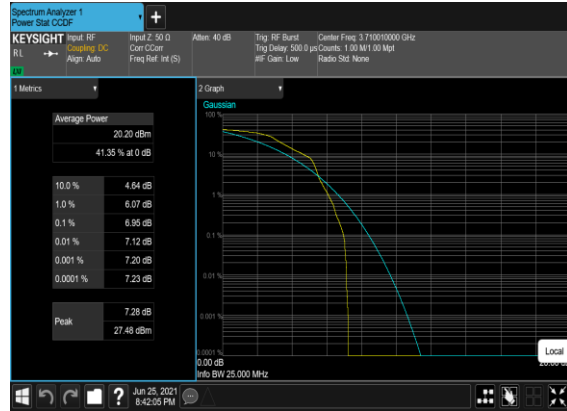 Spectrum Analyzer 1
Power Stat CCDF
KEYSIGHT
RL
Input: RF
Coupling: DC
Align: Auto
Input Z: 50 Ω
Corr CCorr
Freq Ref: Int (S)
Atten: 40 dB
Trig: RF Burst
Trig Delay: 500.0 µs
#IF Gain: Low
Center Freq: 3.710010000 GHz
Counts: 1.00 M/1.00 Mpt
Radio Std: None
1 Metrics
Average Power
20.20 dBm
41.35 % at 0 dB
10.0 % 4.64 dB
1.0 % 6.07 dB
0.1 % 6.95 dB
0.01 % 7.12 dB
0.001 % 7.20 dB
0.0001 % 7.23 dB
Peak
7.28 dB
27.48 dBm
2 Graph
Gaussian
100 %
10 %
1 %
0.1 %
0.01 %
0.001 %
0.0001 %
0.00 dB
Info BW 25.000 MHz
Local
?
Jun 25, 2021
8:42:05 PM